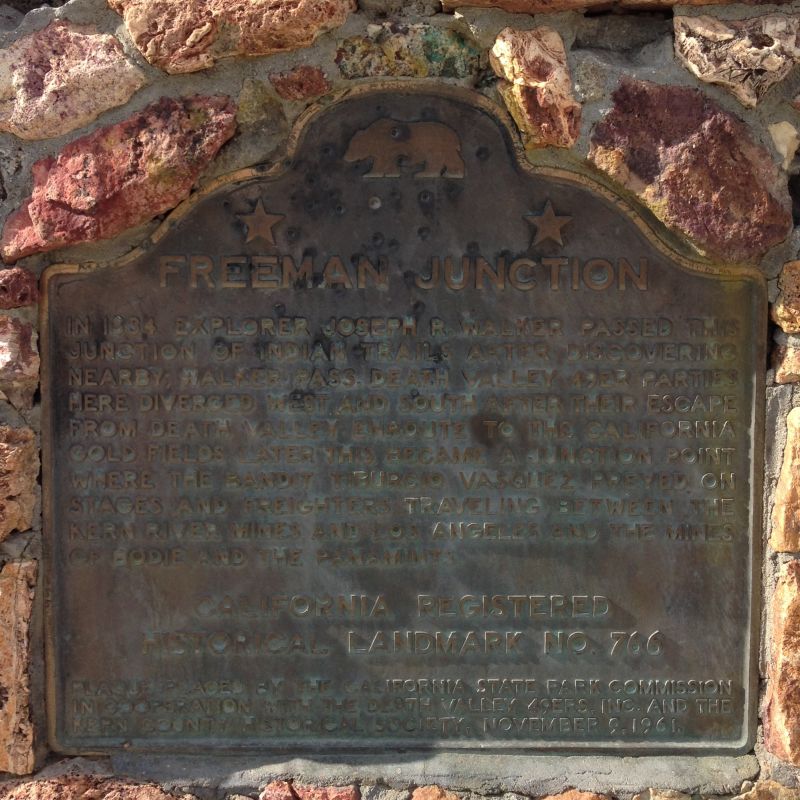 FREEMAN JUNCTION
IN 1834 EXPLORER JOSEPH R. WALKER PASSED THIS
JUNCTION OF INDIAN TRAILS AFTER DISCOVERING
NEARBY, WALKER PASS. DEATH VALLEY 49ER PARTIES
HERE DIVERGED WEST AND SOUTH AFTER THEIR ESCAPE
FROM DEATH VALLEY ENROUTE TO THE CALIFORNIA
GOLD FIELDS. LATER THIS BECAME A JUNCTION POINT
WHERE THE BANDIT TIBURCIO VASQUEZ PREYED ON
STAGES AND FREIGHTERS TRAVELING BETWEEN THE
KERN RIVER MINES AND LOS ANGELES AND THE MINES
OF BODIE AND THE PANAMINTS.
CALIFORNIA REGISTERED
HISTORICAL LANDMARK NO. 766
PLAQUE PLACED BY THE CALIFORNIA STATE PARK COMMISSION
IN COOPERATION WITH THE DEATH VALLEY 49ERS, INC. AND THE
KERN COUNTY HISTORICAL SOCIETY, NOVEMBER 9, 1961.